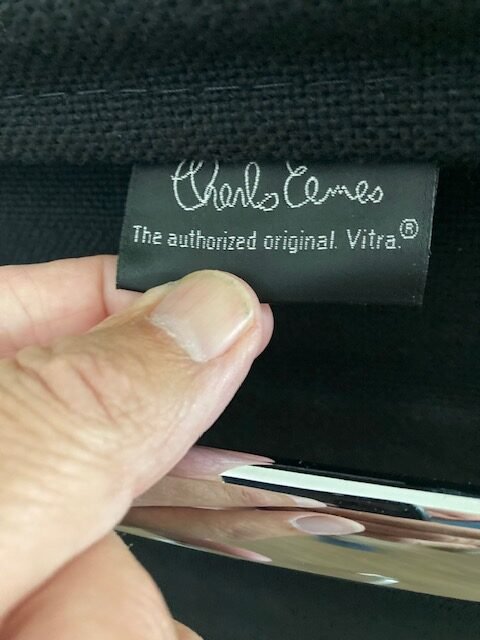 Charles Eames
The authorized original. Vitra.®